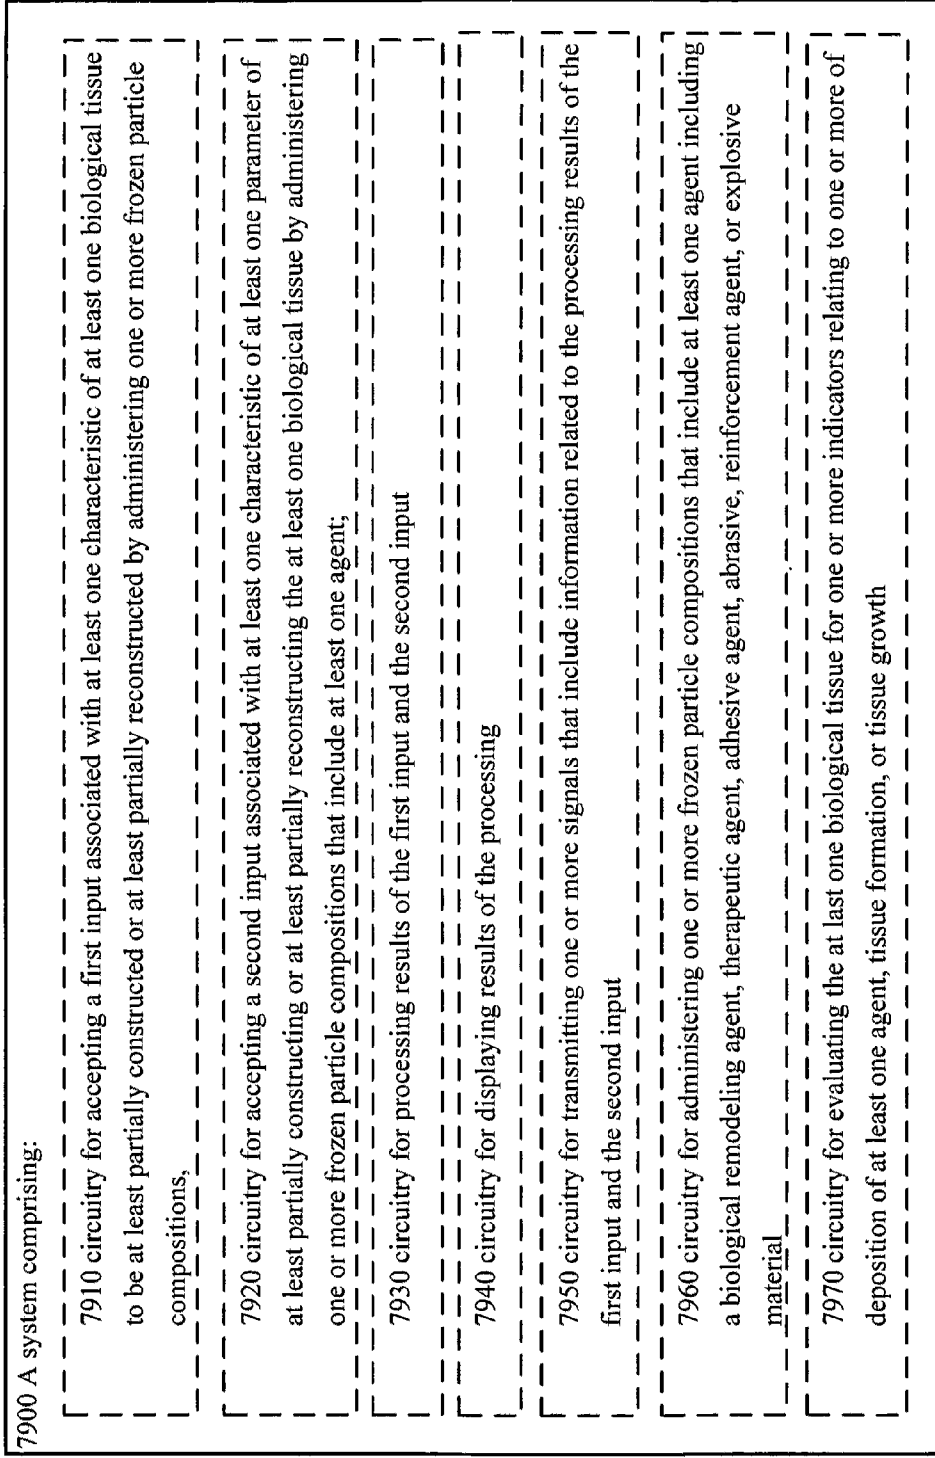 7900 A system comprising:
7910 circuitry for accepting a first input associated with at least one characteristic of at least one biological tissue
to be at least partially constructed or at least partially reconstructed by administering one or more frozen particle
compositions,
7920 circuitry for accepting a second input associated with at least one characteristic of at least one parameter of
at least partially constructing or at least partially reconstructing the at least one biological tissue by administering
one or more frozen particle compositions that include at least one agent;
7930 circuitry for processing results of the first input and the second input
7940 circuitry for displaying results of the processing
7950 circuitry for transmitting one or more signals that include information related to the processing results of the
first input and the second input
7960 circuitry for administering one or more frozen particle compositions that include at least one agent including
a biological remodeling agent, therapeutic agent, adhesive agent, abrasive, reinforcement agent, or explosive
material
7970 circuitry for evaluating the at last one biological tissue for one or more indicators relating to one or more of
deposition of at least one agent, tissue formation, or tissue growth